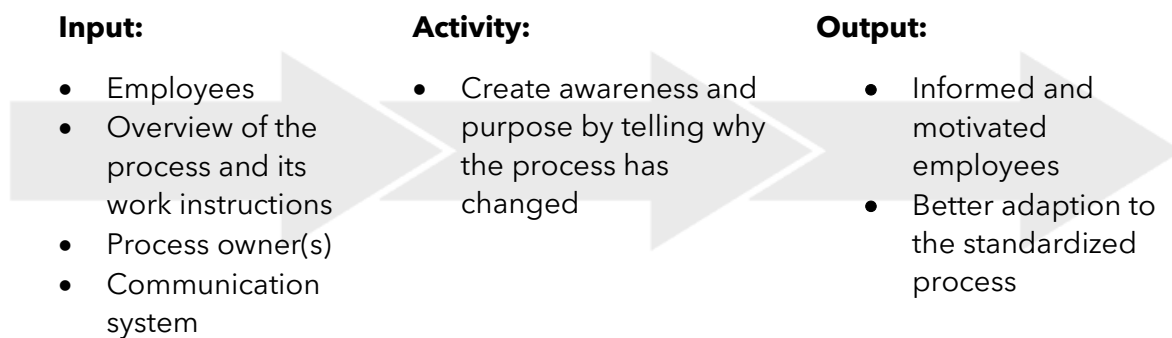 Input:
• Employees
• Overview of the
process and its
work instructions
• Process owner(s)
• Communication
system
Activity:
• Create awareness and
purpose by telling why
the process has
changed
Output:
• Informed and
motivated
employees
• Better adaption to
the standardized
process